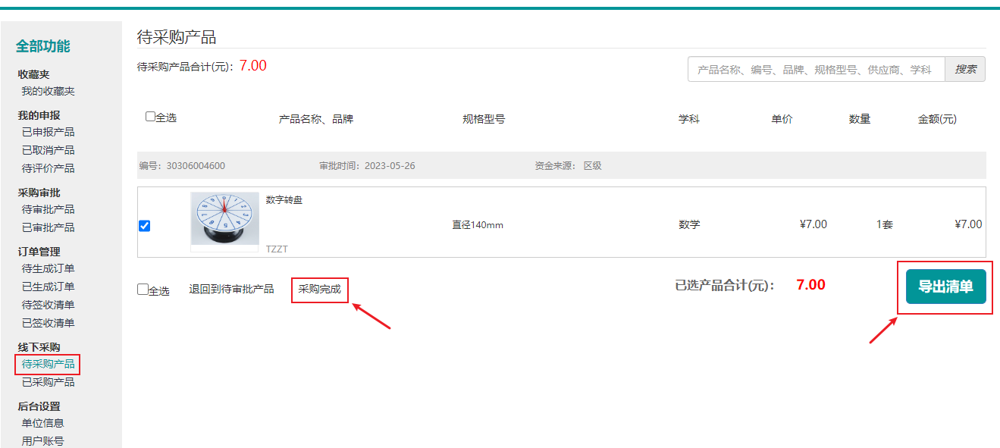 全部功能
收藏夹
我的收藏夹
我的申报
已申报产品
已取消产品
待评价产品
采购审批
待审批产品
已审批产品
订单管理
待生成订单
已生成订单
待签收清单
已签收清单
线下采购
待采购产品
已采购产品
后台设置
单位信息
用户账号
待采购产品
待采购产品合计(元): 7.00
产品名称、编号、品牌、规格型号、供应商、学科 搜索
全选 产品名称、品牌 规格型号 学科 单价 数量 金额(元)
编号: 30306004600 审批时间: 2023-05-26 资金来源: 区级
数字转盘
直径140mm 数学 ¥7.00 1套 ¥7.00
TZZT
全选 退回到待审批产品 采购完成 已选产品合计(元): 7.00 导出清单